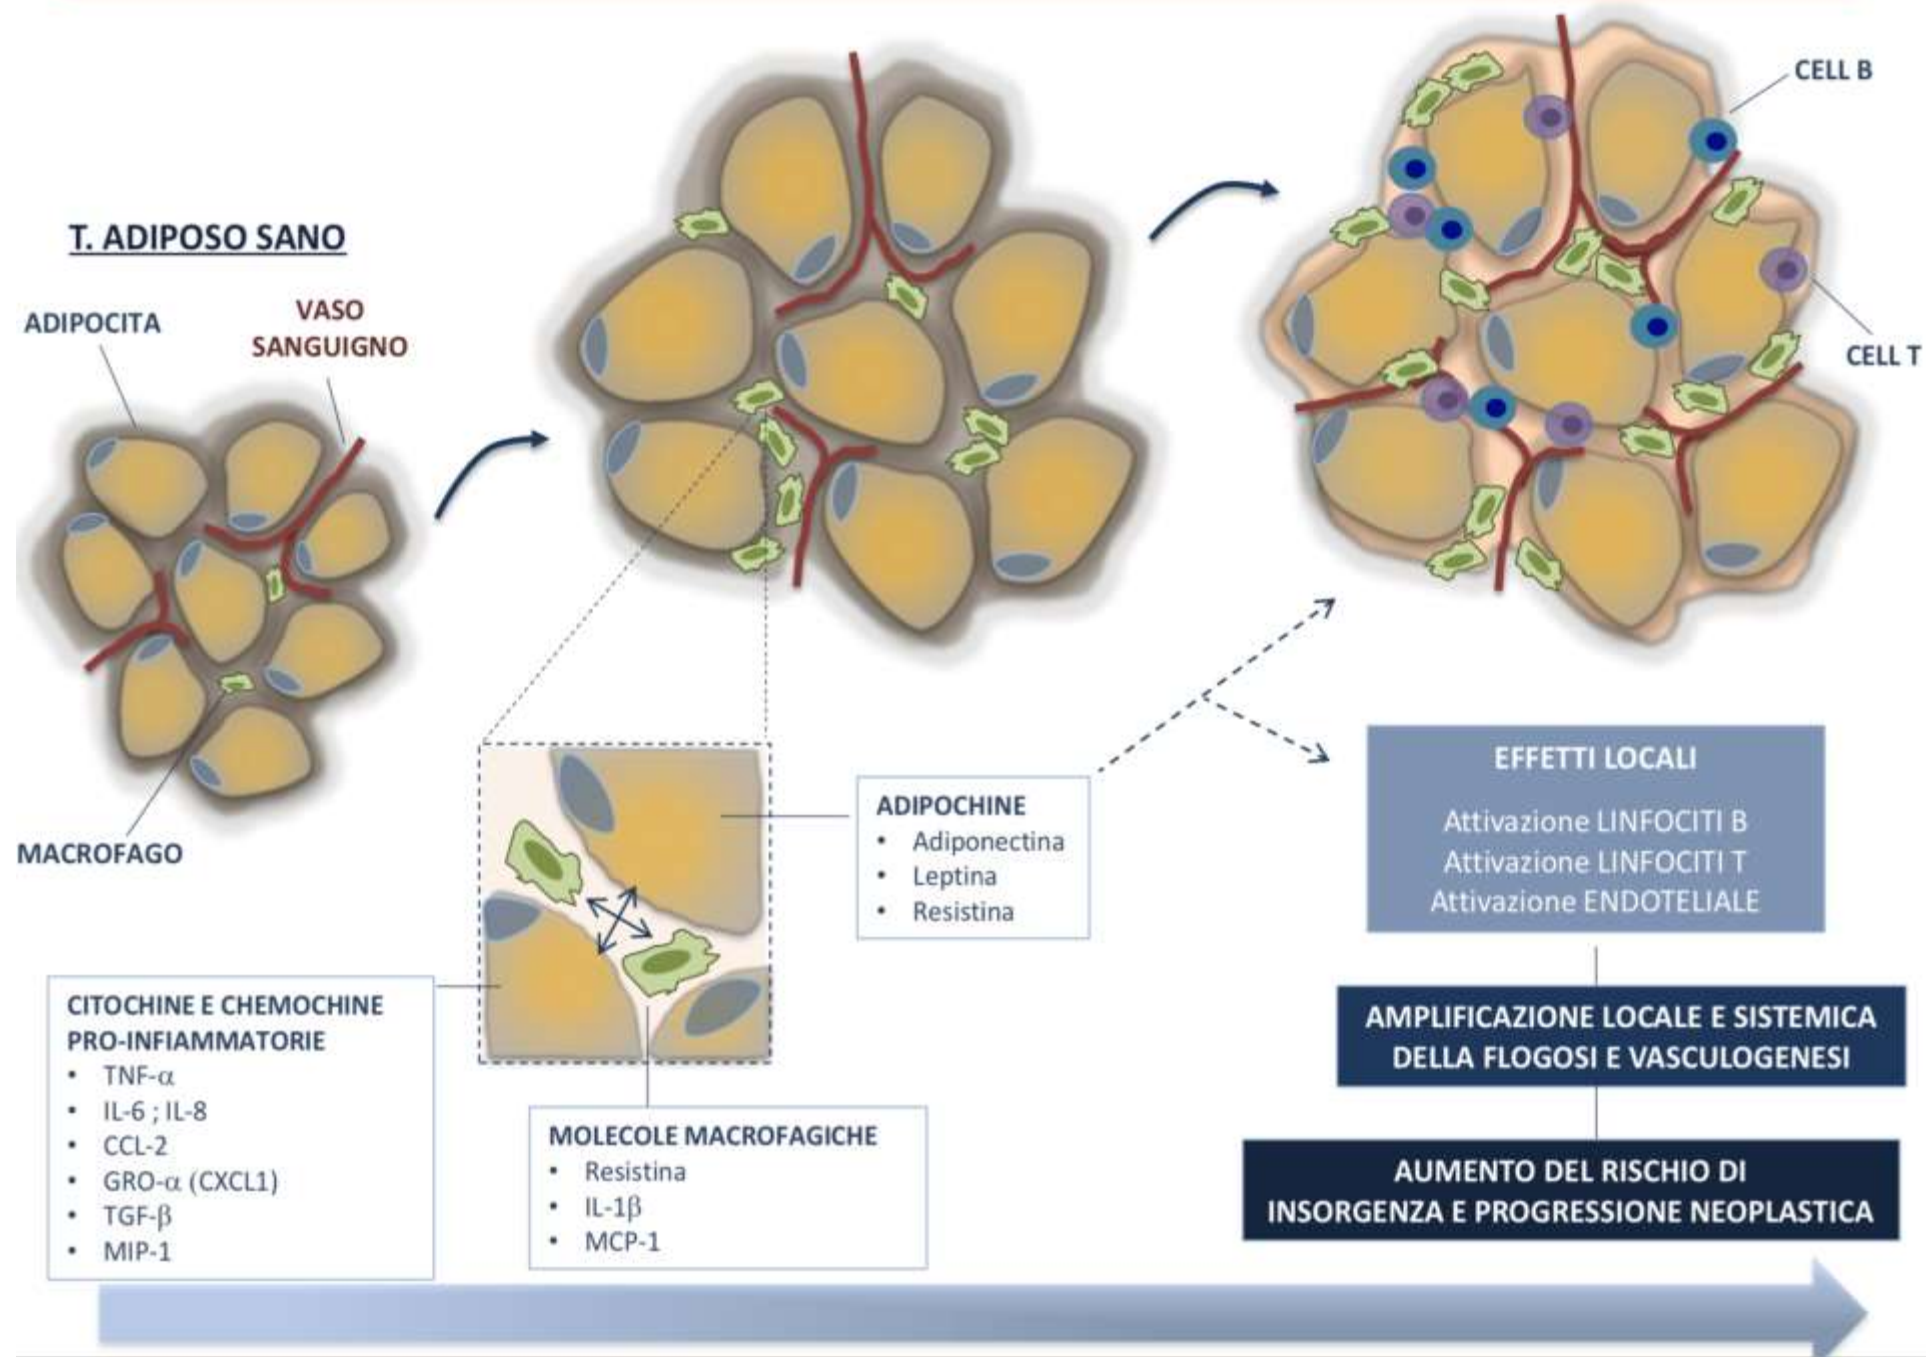 T. ADIPOSO SANO
ADIPOCITA
VASO
SANGUIGNO
MACROFAGO
CELL B
CELL T
ADIPOCHINE
• Adiponectina
• Leptina
• Resistina
CITOCHINE E CHEMOCHINE
PRO-INFIAMMATORIE
• TNF-α
• IL-6 ; IL-8
• CCL-2
• GRO-α (CXCL1)
• TGF-β
• MIP-1
MOLECOLE MACROFAGICHE
• Resistina
• IL-1β
• MCP-1
EFFETTI LOCALI
Attivazione LINFOCITI B
Attivazione LINFOCITI T
Attivazione ENDOTELIALE
AMPLIFICAZIONE LOCALE E SISTEMICA
DELLA FLOGOSI E VASCULOGENESI
AUMENTO DEL RISCHIO DI
INSORGENZA E PROGRESSIONE NEOPLASTICA